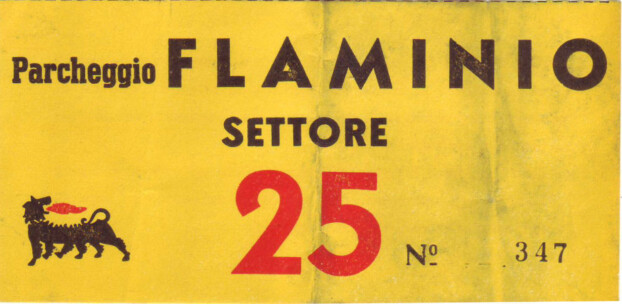 Parcheggio FLAMINIO
SETTORE
25
Nº 347